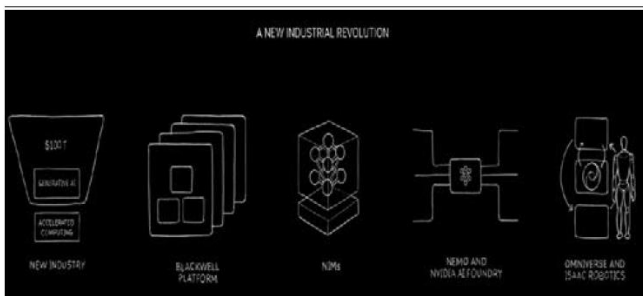 A NEW INDUSTRIAL REVOLUTION
$100T
GENERATIVE AI
ACCELERATED
COMPUTING
NEW INDUSTRY
BLACKWELL
PLATFORM
NIMs
NEMO AND
NVIDIA AI FOUNDRY
OMNIVERSE AND
ISAAC ROBOTICS